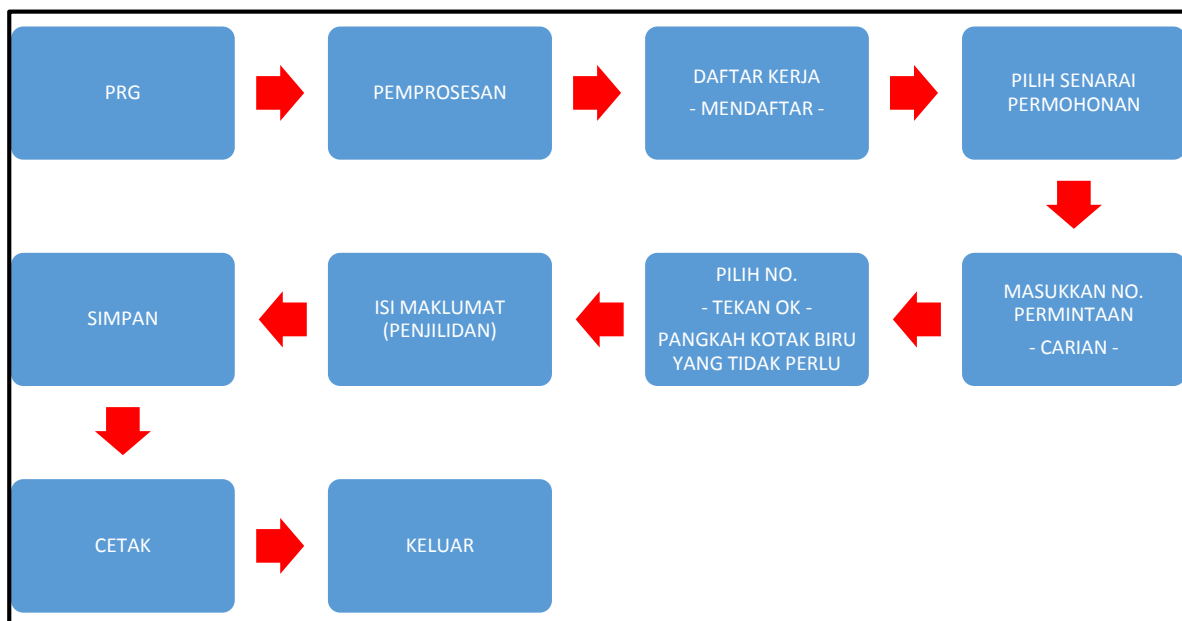 PRG
PEMPROSESAN
DAFTAR KERJA
- MENDAFTAR -
PILIH SENARAI
PERMOHONAN
MASUKKAN NO.
PERMINTAAN
- CARIAN -
PILIH NO.
- TEKAN OK -
PANGKAH KOTAK BIRU
YANG TIDAK PERLU
ISI MAKLUMAT
(PENJILIDAN)
SIMPAN
CETAK
KELUAR